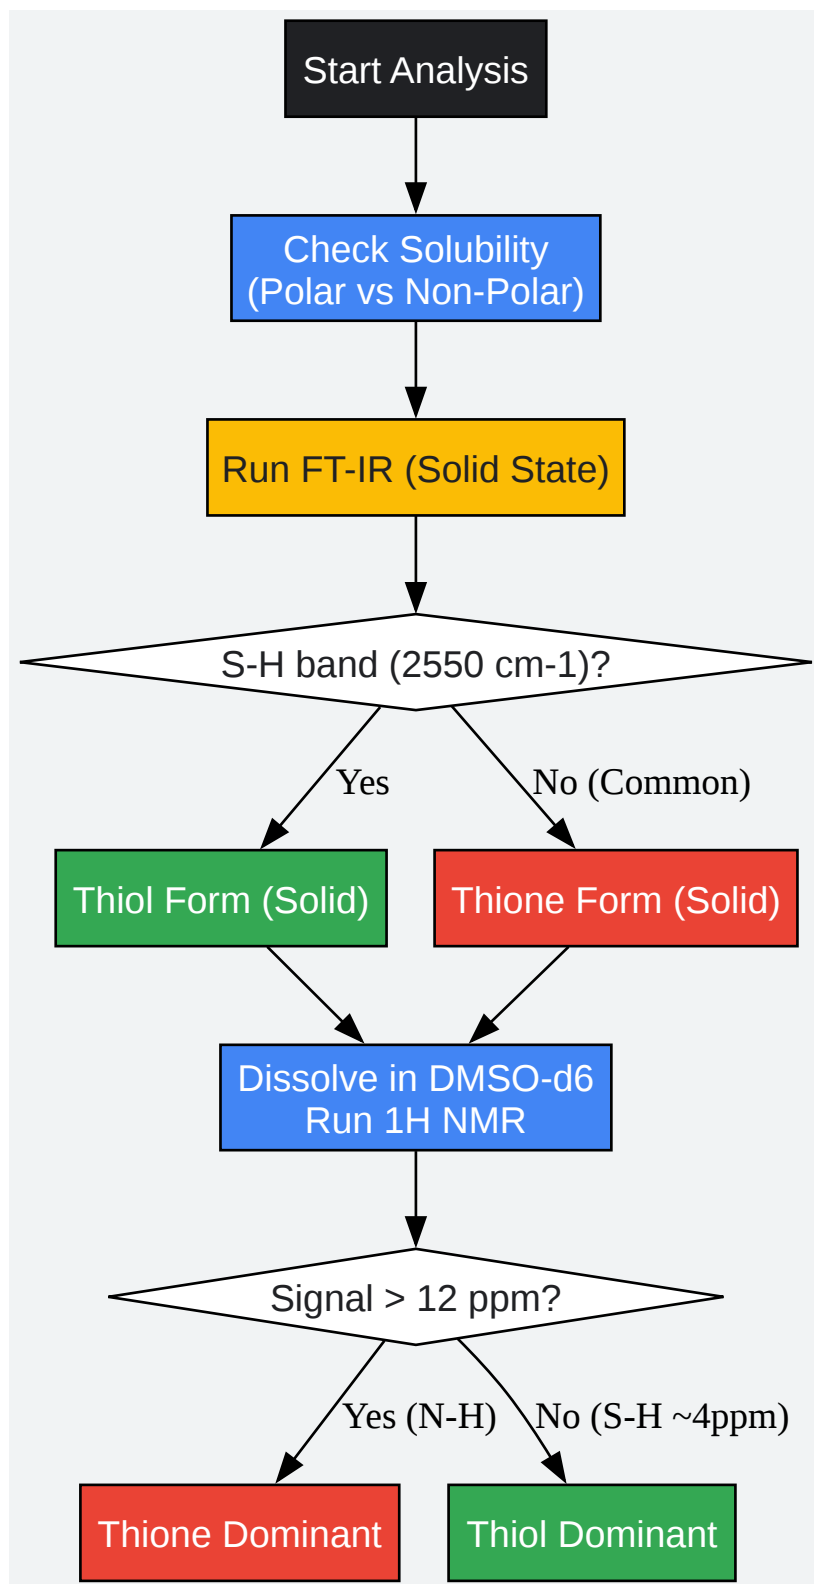 Start Analysis
Check Solubility
(Polar vs Non-Polar)
Run FT-IR (Solid State)
S-H band (2550 cm-1)?
Yes
No (Common)
Thiol Form (Solid)
Thione Form (Solid)
Dissolve in DMSO-d6
Run 1H NMR
Signal > 12 ppm?
Yes (N-H)
No (S-H ~4ppm)
Thione Dominant
Thiol Dominant